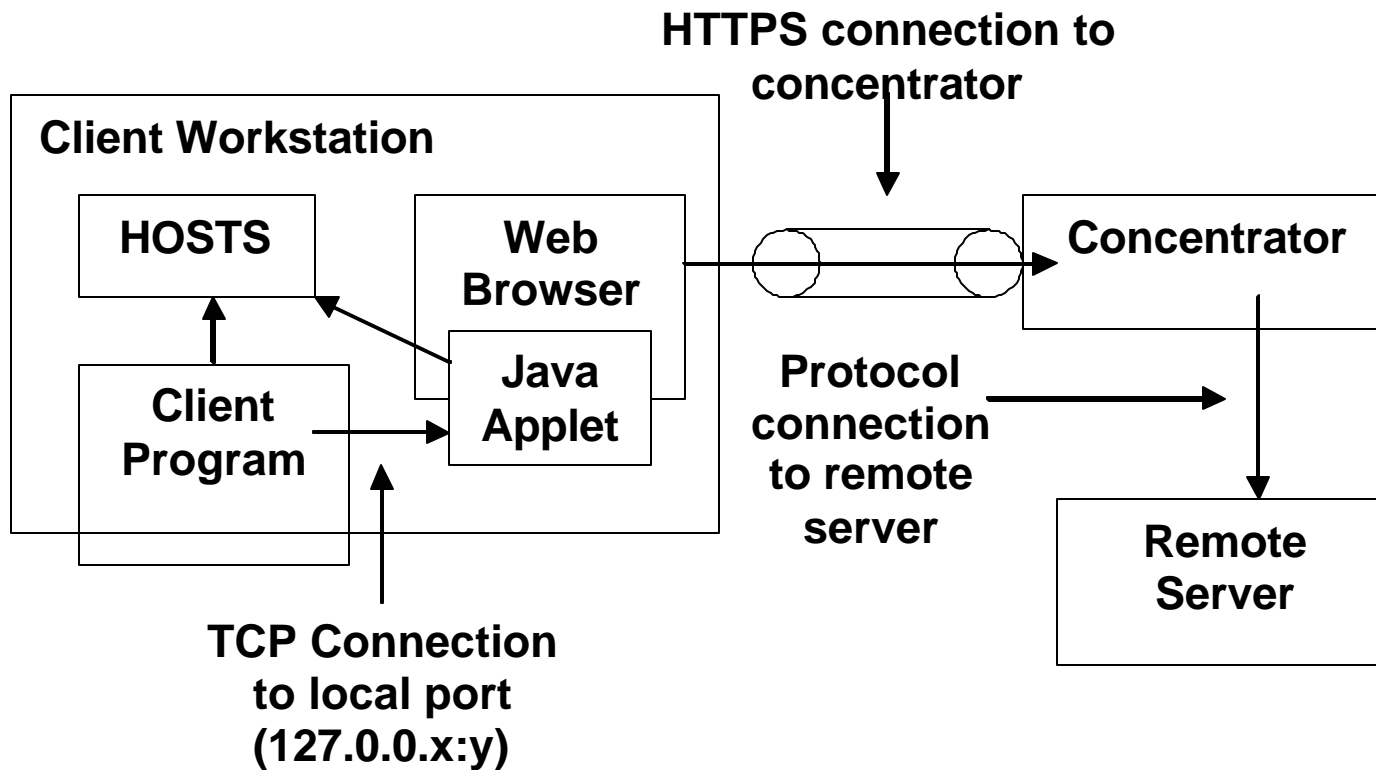 HTTPS connection to
concentrator
Client Workstation
HOSTS
Web
Browser
Concentrator
Client
Program
Java
Applet
Protocol
connection
to remote
server
Remote
Server
TCP Connection
to local port
(127.0.0.x:y)